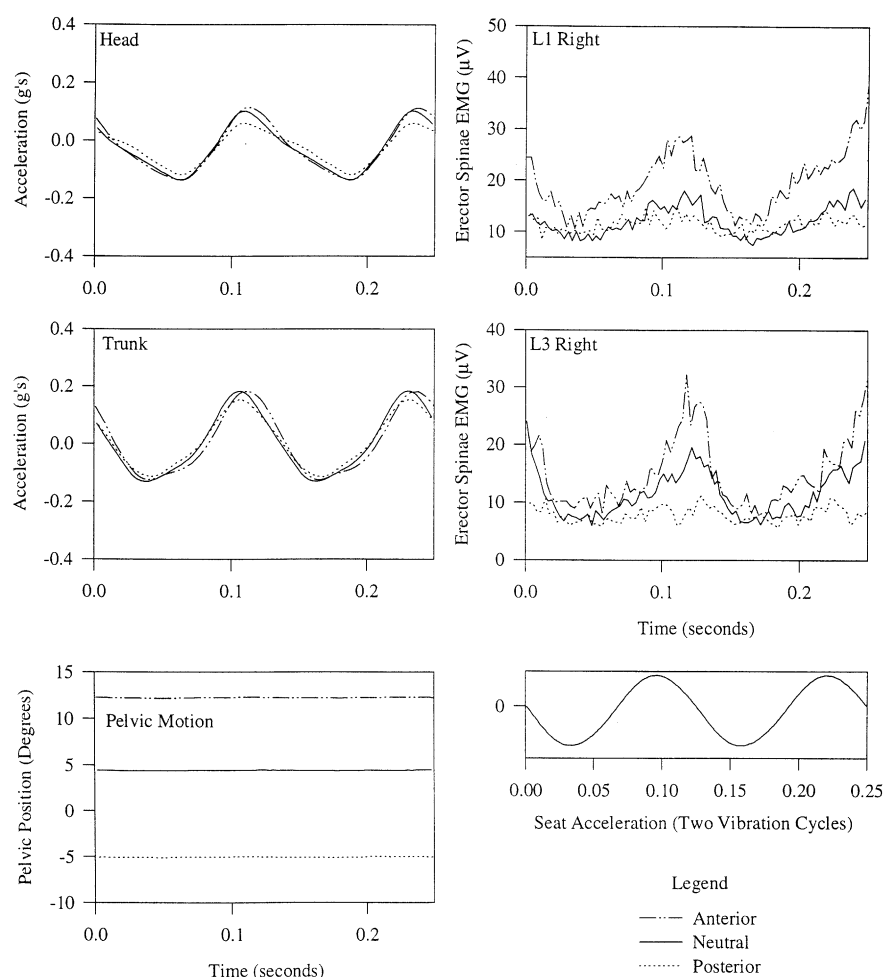 Head
Acceleration (g's)
0.4
0.2
0.0
-0.2
-0.4
0.0
0.1
0.2
L1 Right
Erector Spinae EMG (µV)
50
40
30
20
10
0.0
0.1
0.2
Trunk
Acceleration (g's)
0.4
0.2
0.0
-0.2
-0.4
0.0
0.1
0.2
L3 Right
Erector Spinae EMG (µV)
40
30
20
10
0
0.0
0.1
0.2
Time (seconds)
Pelvic Motion
Pelvic Position (Degrees)
15
10
5
0
-5
-10
0.0
0.1
0.2
Time (seconds)
0
0.00
0.05
0.10
0.15
0.20
0.25
Seat Acceleration (Two Vibration Cycles)
Legend
Anterior
Neutral
Posterior